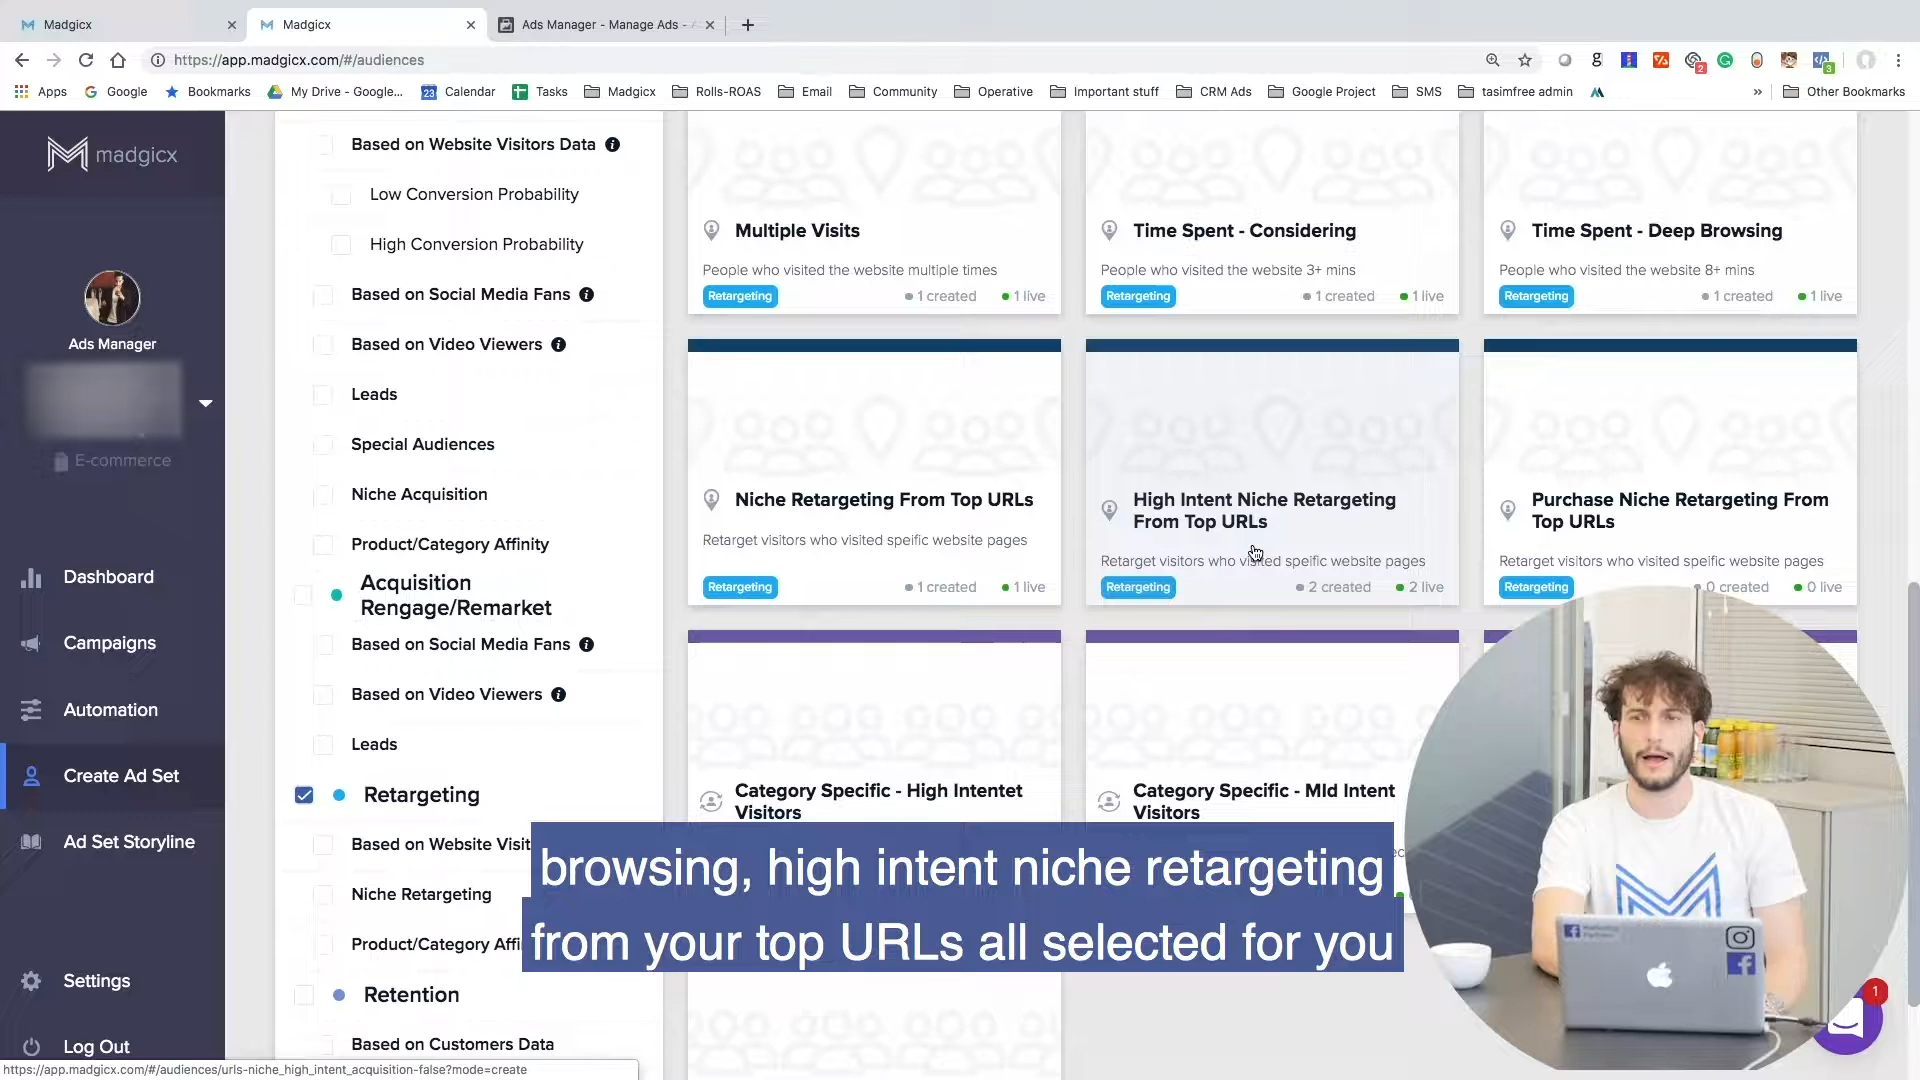 Madgicx
Madgicx
Ads Manager - Manage Ads -
https://app.madgicx.com/#/audiences
Apps
Google
Bookmarks
My Drive - Google...
23
Calendar
Tasks
Madgicx
Rolls-ROAS
Email
Community
Operative
Important stuff
CRM Ads
Google Project
SMS
tasimfree admin
»
Other Bookmarks
2
3
madgicx
Ads Manager
E-commerce
Dashboard
Campaigns
Automation
Create Ad Set
Ad Set Storyline
Settings
Log Out
Based on Website Visitors Data
Low Conversion Probability
High Conversion Probability
Based on Social Media Fans
Based on Video Viewers
Leads
Special Audiences
Niche Acquisition
Product/Category Affinity
Acquisition
Rengage/Remarket
Based on Social Media Fans
Based on Video Viewers
Leads
Retargeting
Based on Website Visit
Niche Retargeting
Product/Category Affi
Retention
Based on Customers Data
Multiple Visits
People who visited the website multiple times
Retargeting
1 created
1 live
Time Spent - Considering
People who visited the website 3+ mins
Retargeting
1 created
1 live
Time Spent - Deep Browsing
People who visited the website 8+ mins
Retargeting
1 created
1 live
Niche Retargeting From Top URLs
Retarget visitors who visited speific website pages
Retargeting
1 created
1 live
High Intent Niche Retargeting
From Top URLs
Retarget visitors who visited speific website pages
Retargeting
2 created
2 live
Purchase Niche Retargeting From
Top URLs
Retarget visitors who visited speific website pages
Retargeting
0 created
0 live
Category Specific - High Intentet
Visitors
Category Specific - MId Intent
Visitors
browsing, high intent niche retargeting
from your top URLs all selected for you
1
https://app.madgicx.com/#/audiences/urls-niche_high_intent_acquisition-false?mode=create